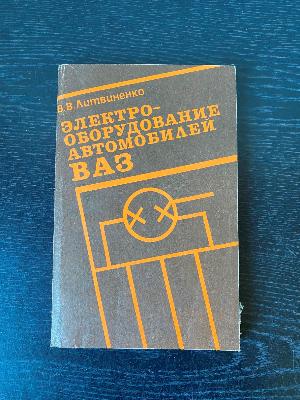 В.В.Литвиненко
ЭЛЕКТРО-
ОБОРУДОВАНИЕ
АВТОМОБИЛЕЙ
ВАЗ